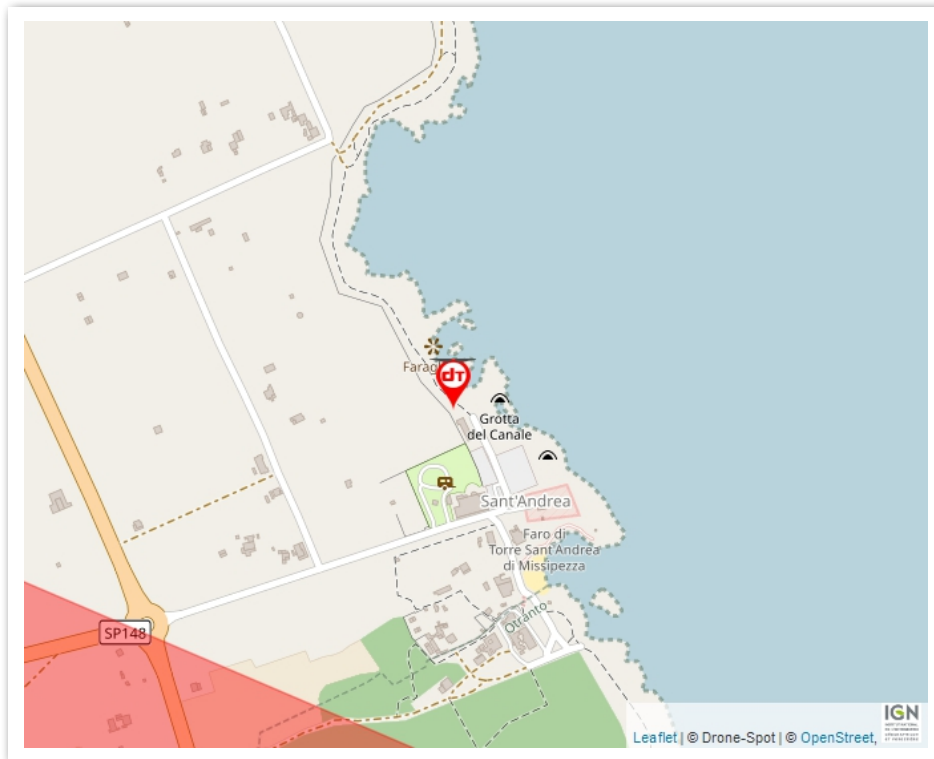 Farag
dT
Grotta
del Canale
Sant'Andrea
Faro di
Torre Sant'Andrea
di Missipezza
Otranto
SP148
IGN
Leaflet | © Drone-Spot | © OpenStreet,